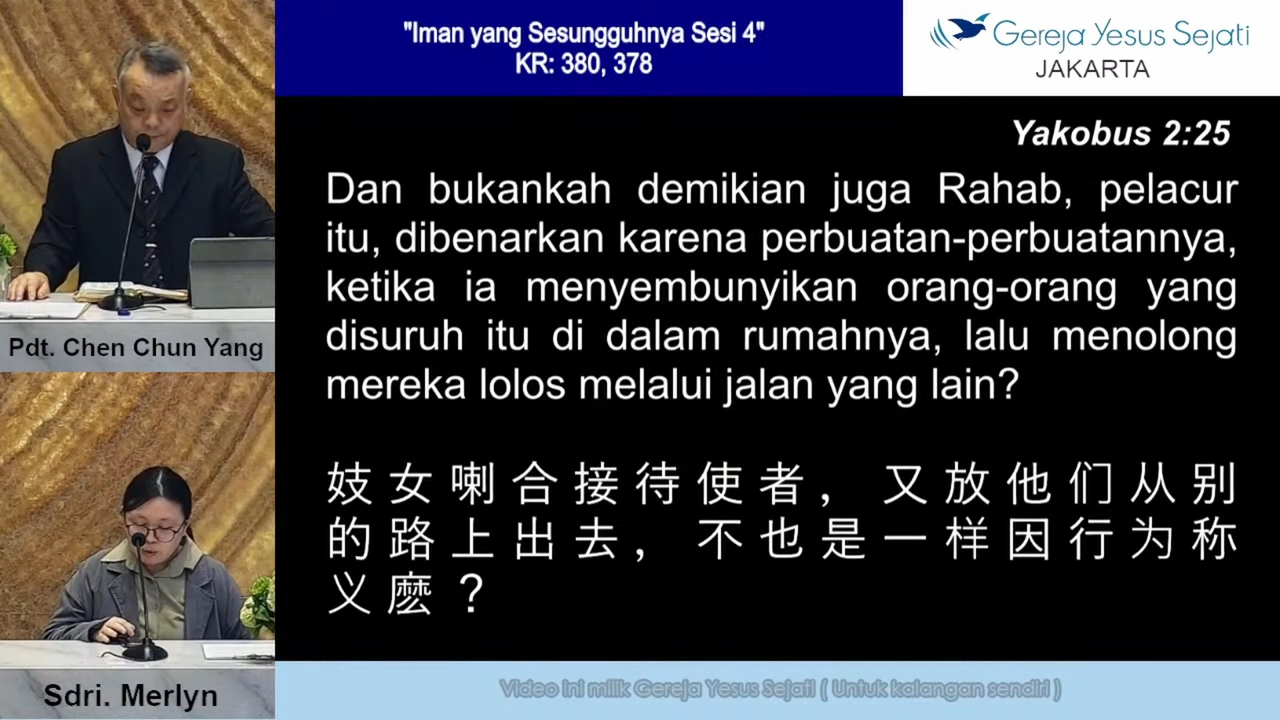 "Iman yang Sesungguhnya Sesi 4"
KR: 380, 378
Gereja Yesus Sejati
JAKARTA
Yakobus 2:25
Dan bukankah demikian juga Rahab, pelacur
itu, dibenarkan karena perbuatan-perbuatannya,
ketika ia menyembunyikan orang-orang yang
disuruh itu di dalam rumahnya, lalu menolong
mereka lolos melalui jalan yang lain?
妓女喇合接待使者，又放他们从别
的路上出去，不也是一样因行为称
义麽？
Pdt. Chen Chun Yang
Sdri. Merlyn
Video ini milik Gereja Yesus Sejati ( Untuk kalangan sendiri )